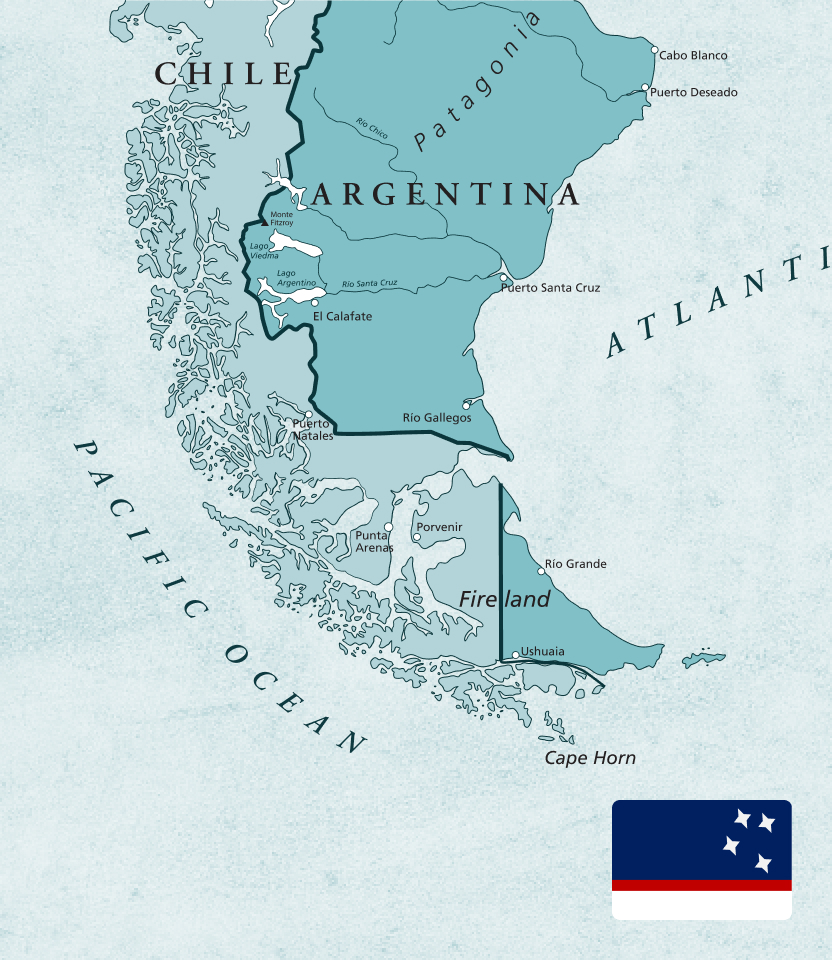 Cabo Blanco
CHILE
Puerto Deseado
Patagonia
Río Chico
ARGENTINA
Monte
Fitzroy
Lago
Viedma
ATLANTI
Lago
Argentino
Río Santa Cruz
Puerto Santa Cruz
El Calafate
Río Gallegos
Puerto
Natales
PACIFIC OCEAN
Punta
Arenas
Porvenir
Río Grande
Fireland
Ushuaia
Cape Horn